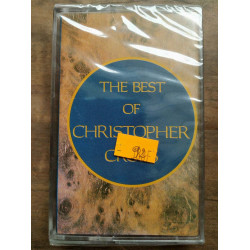 THE BEST
OF
CHRISTOPHER